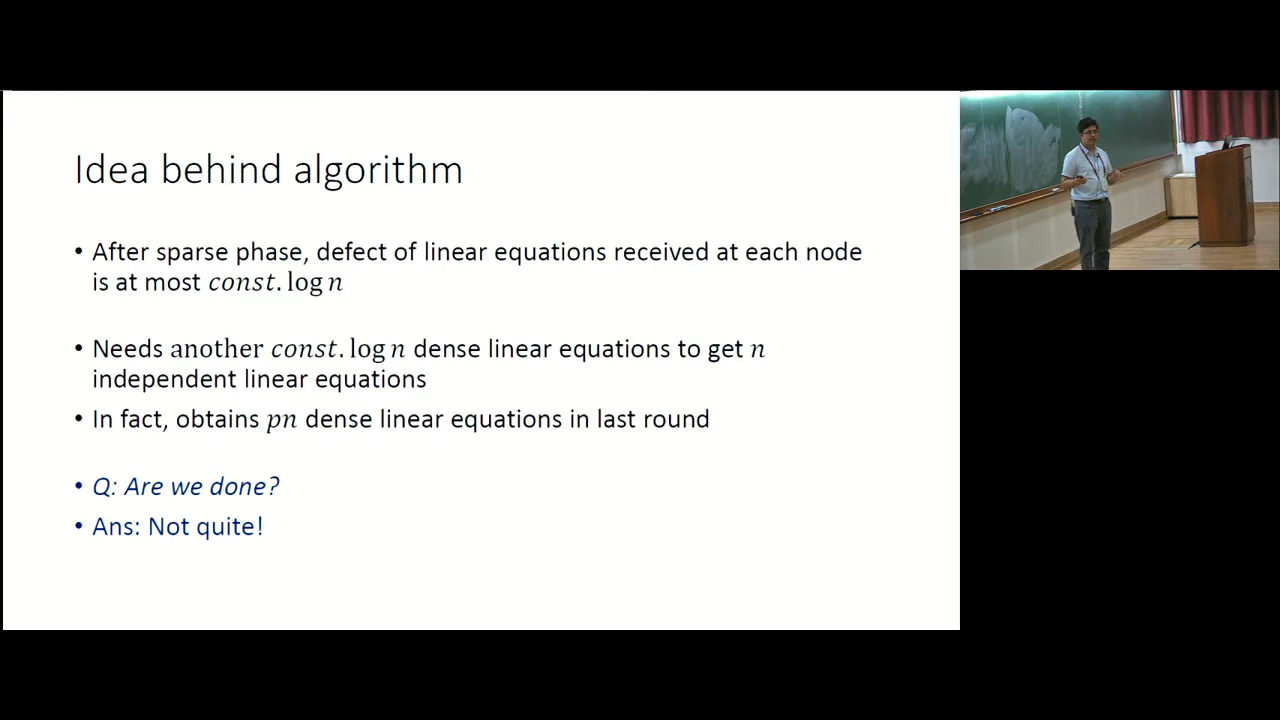 Idea behind algorithm
• After sparse phase, defect of linear equations received at each node
is at most const. log n
• Needs another const. log n dense linear equations to get n
independent linear equations
• In fact, obtains pn dense linear equations in last round
• Q: Are we done?
• Ans: Not quite!